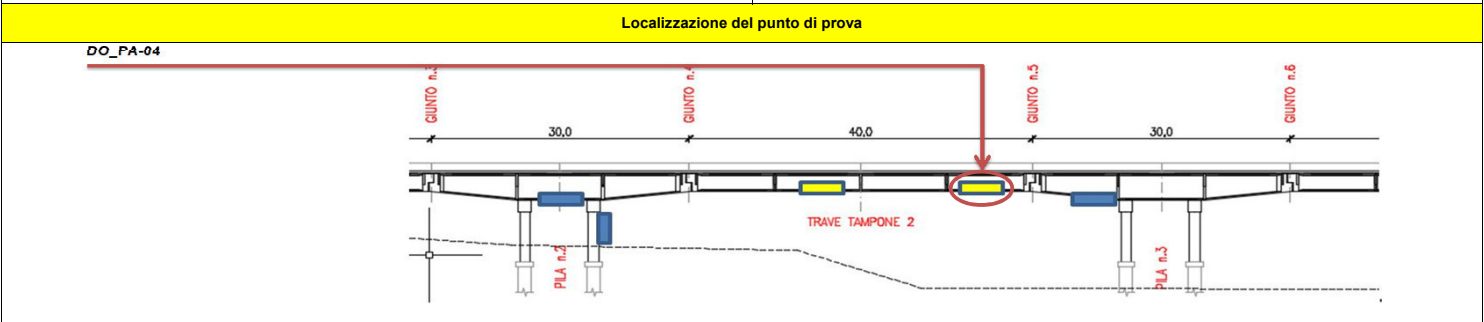 Localizzazione del punto di prova
DO_PA-04
GIUNTO n.3
GIUNTO n.4
GIUNTO n.5
GIUNTO n.6
30,0
40,0
30,0
TRAVE TAMPONE 2
PILA n.2
PILA n.3